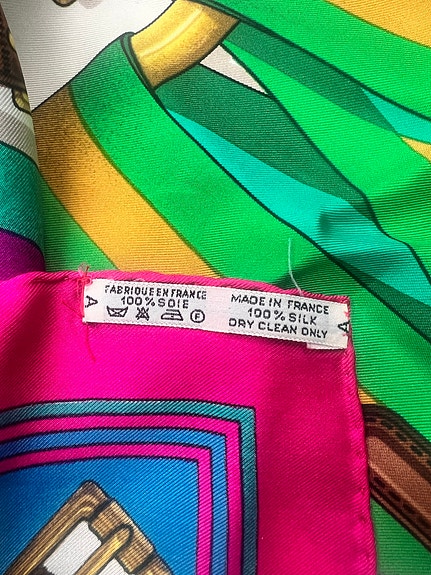 A
FABRIQUE EN FRANCE
100% SOIE
F
MADE IN FRANCE
100% SILK
DRY CLEAN ONLY
A